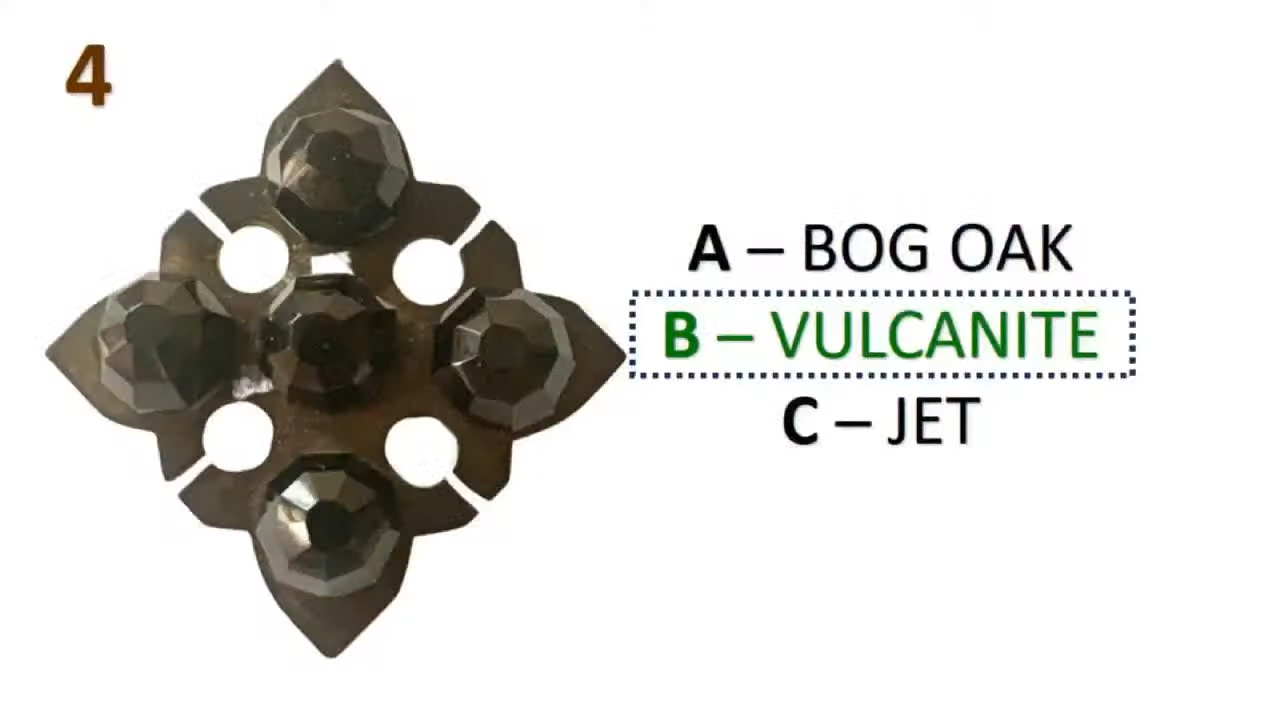 4
A – BOG OAK
B – VULCANITE
C – JET